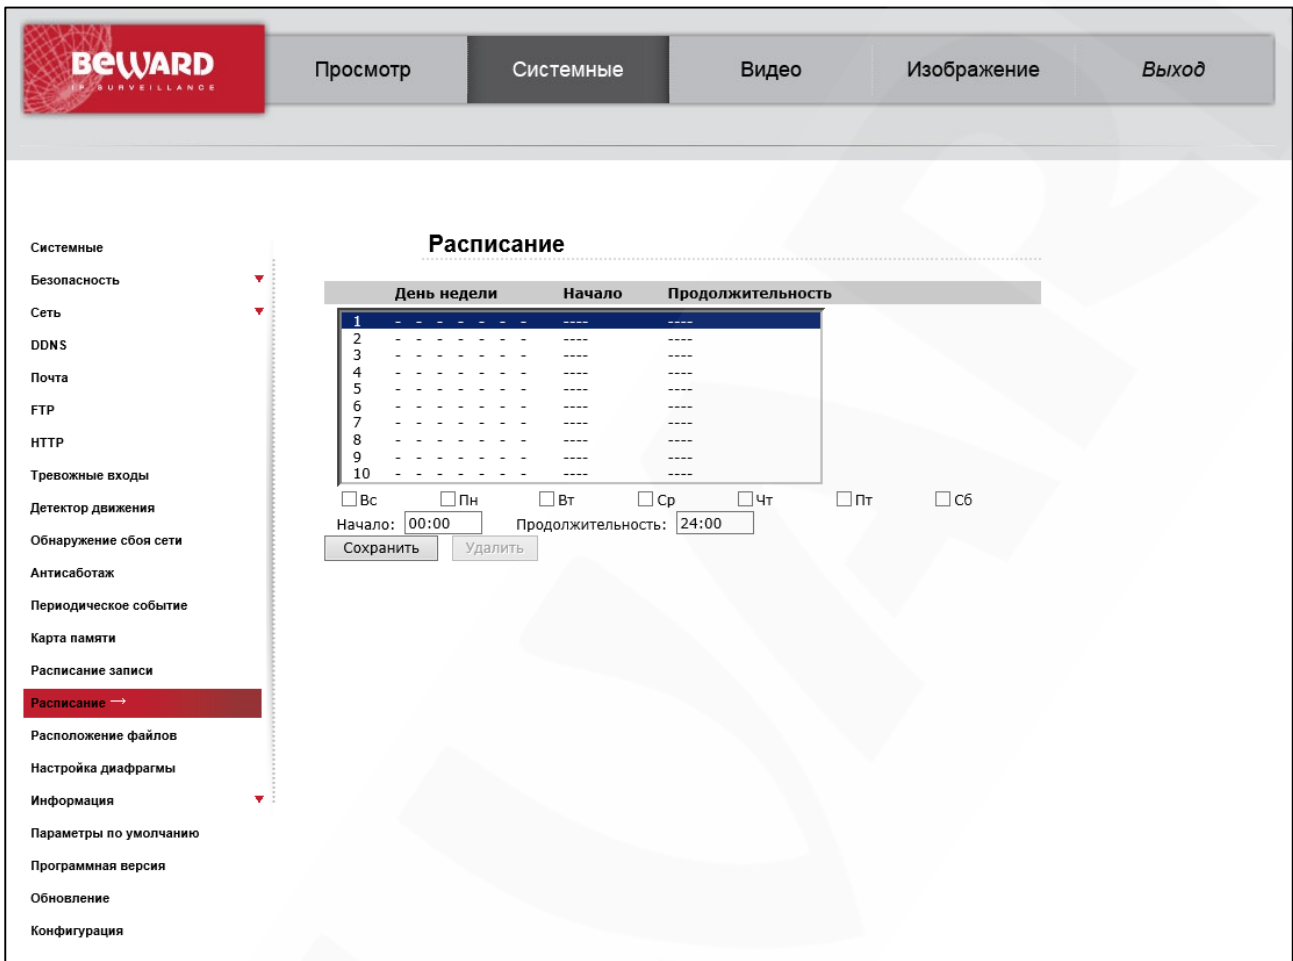 BEWARD
IP SURVEILLANCE
Просмотр Системные Видео Изображение Выход
Расписание
Системные
Безопасность
Сеть
DDNS
Почта
FTP
HTTP
Тревожные входы
Детектор движения
Обнаружение сбоя сети
Антисаботаж
Периодическое событие
Карта памяти
Расписание записи
Расписание →
Расположение файлов
Настройка диафрагмы
Информация
Параметры по умолчанию
Программная версия
Обновление
Конфигурация
День недели Начало Продолжительность
1 - - - - - - - ---- ----
2 - - - - - - - ---- ----
3 - - - - - - - ---- ----
4 - - - - - - - ---- ----
5 - - - - - - - ---- ----
6 - - - - - - - ---- ----
7 - - - - - - - ---- ----
8 - - - - - - - ---- ----
9 - - - - - - - ---- ----
10 - - - - - - - ---- ----
Вс Пн Вт Ср Чт Пт Сб
Начало: 00:00 Продолжительность: 24:00
Сохранить Удалить